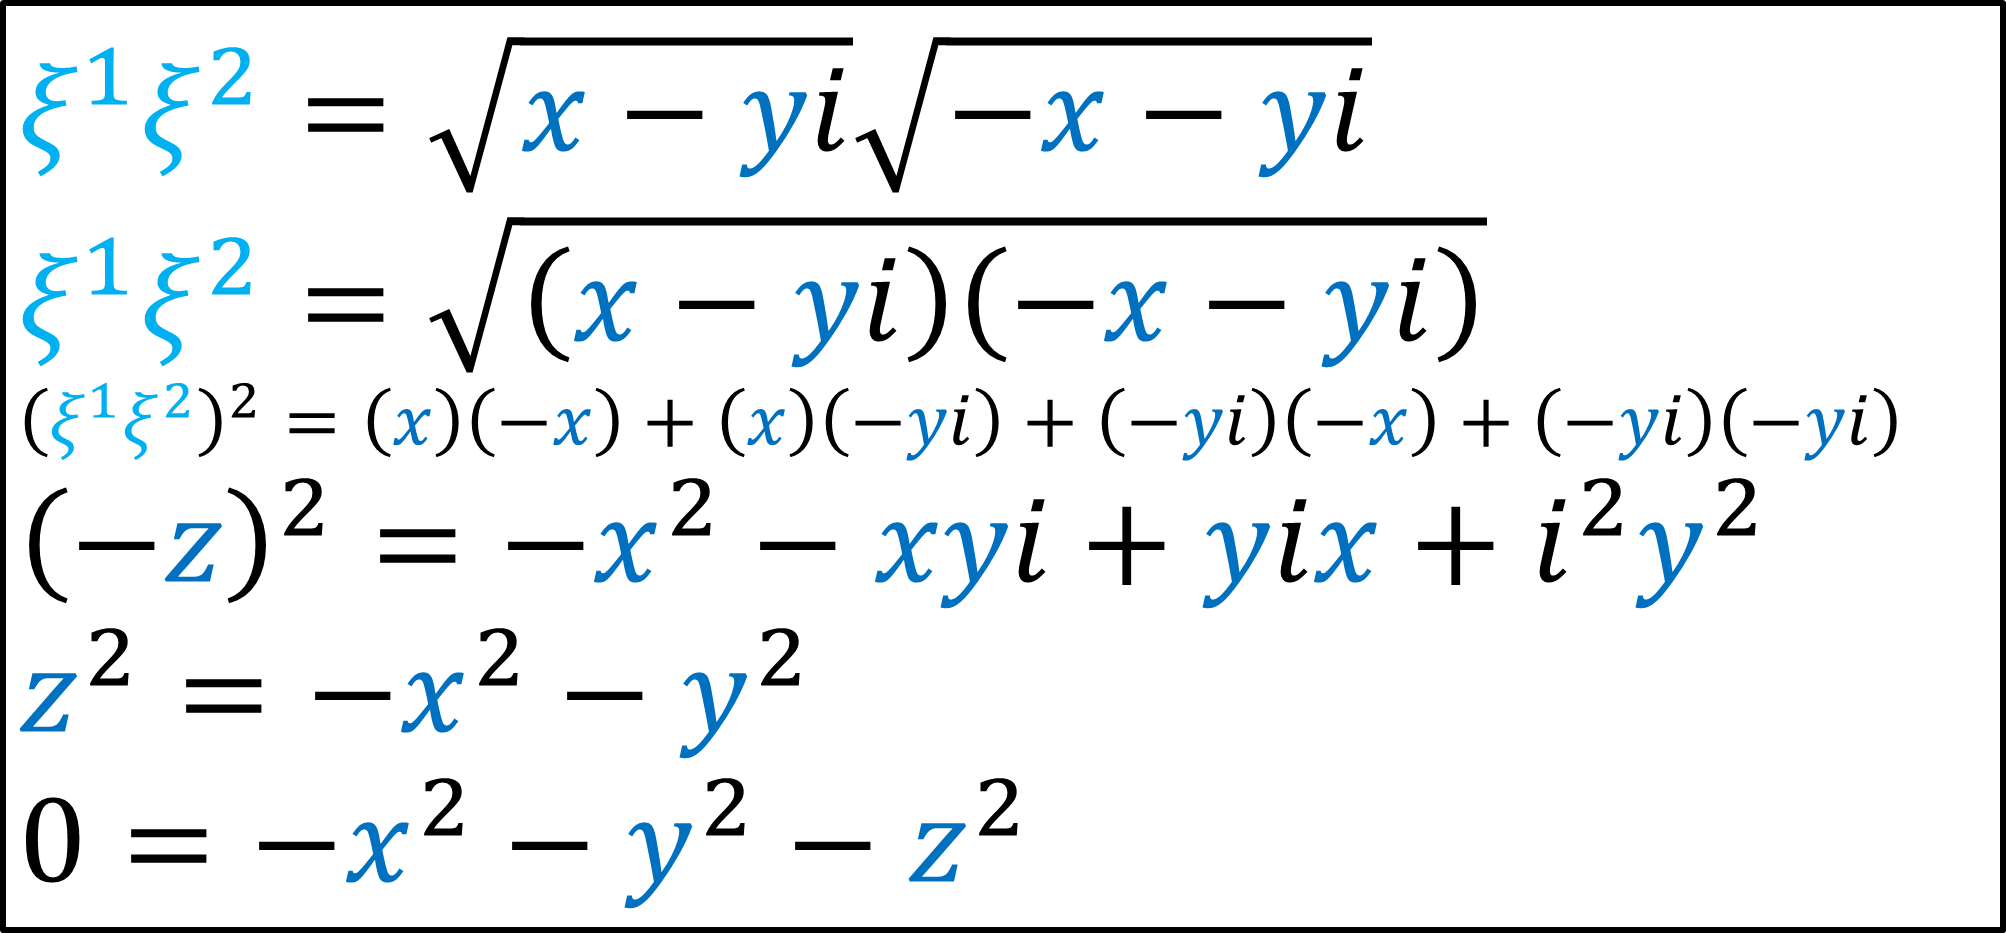 ξ¹ξ² = √(x − yi)√(−x − yi)
ξ¹ξ² = √((x − yi)(−x − yi))
(ξ¹ξ²)² = (x)(−x) + (x)(−yi) + (−yi)(−x) + (−yi)(−yi)
(−z)² = −x² − xyi + yix + i²y²
z² = −x² − y²
0 = −x² − y² − z²